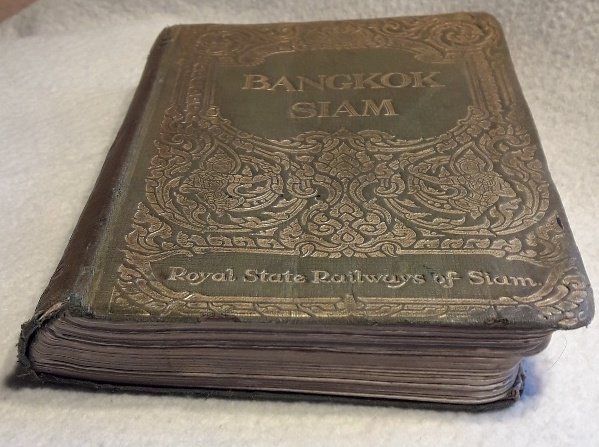 BANGKOK
SIAM
Royal State Railways of Siam.